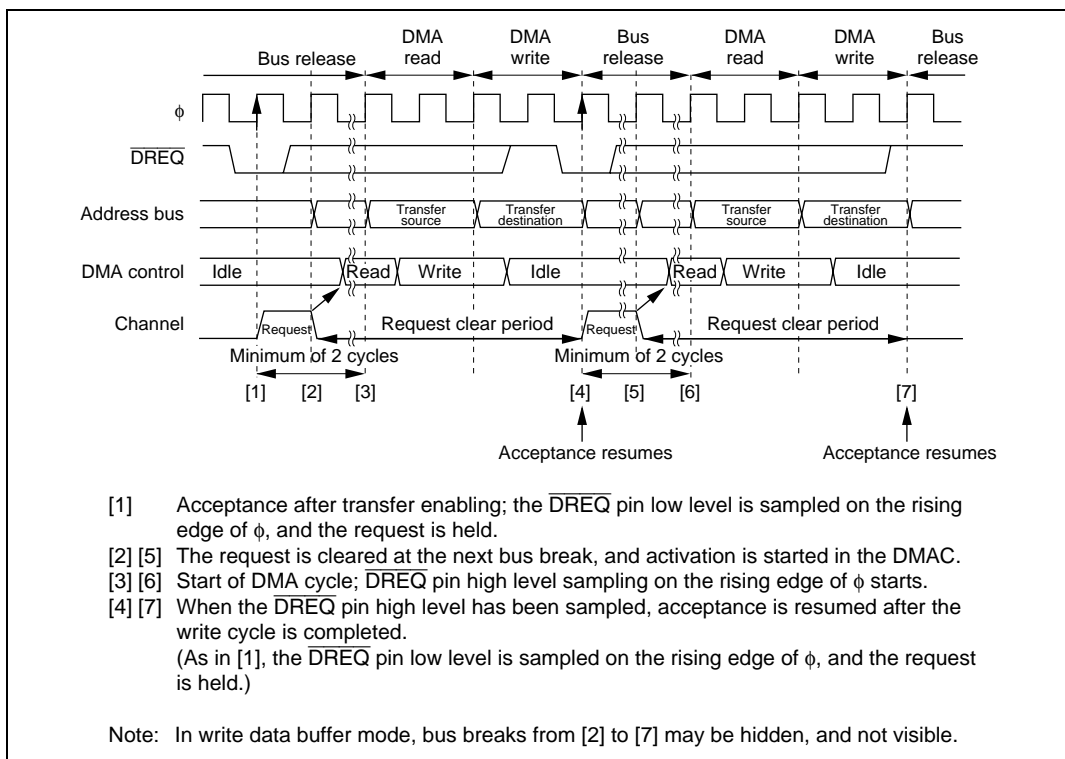 DMA DMA Bus DMA DMA Bus
Bus release read write release read write release
φ
DREQ
Address bus Transfer source Transfer destination Transfer source Transfer destination
DMA control Idle Read Write Idle Read Write Idle
Channel Request Request clear period Request Request clear period
Minimum of 2 cycles Minimum of 2 cycles
[1] [2] [3] [4] [5] [6] [7]
Acceptance resumes Acceptance resumes
[1] Acceptance after transfer enabling; the DREQ pin low level is sampled on the rising
edge of φ, and the request is held.
[2] [5] The request is cleared at the next bus break, and activation is started in the DMAC.
[3] [6] Start of DMA cycle; DREQ pin high level sampling on the rising edge of φ starts.
[4] [7] When the DREQ pin high level has been sampled, acceptance is resumed after the
write cycle is completed.
(As in [1], the DREQ pin low level is sampled on the rising edge of φ, and the request
is held.)
Note: In write data buffer mode, bus breaks from [2] to [7] may be hidden, and not visible.